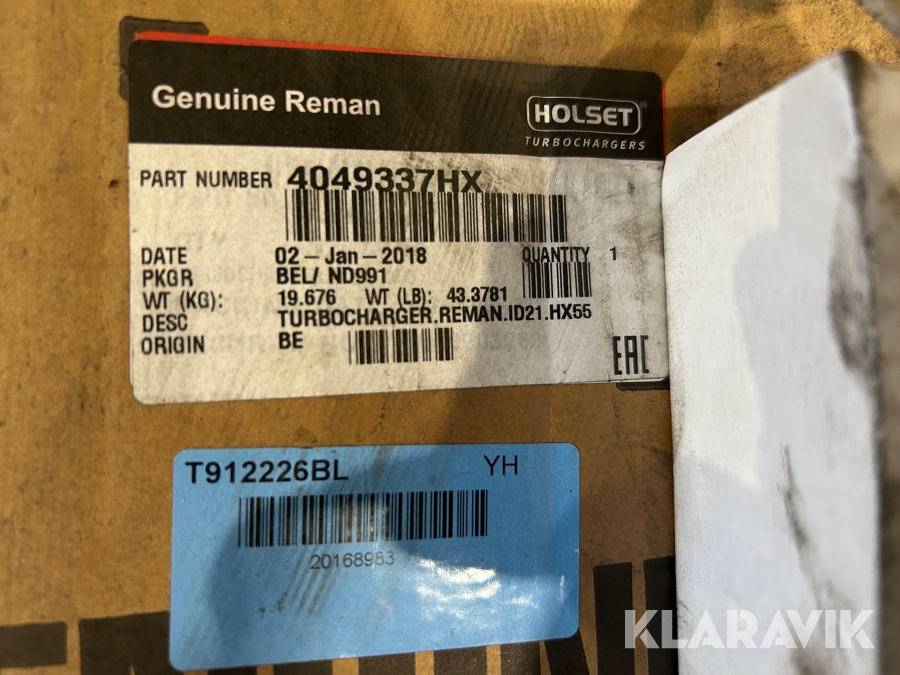 Genuine Reman
HOLSET®
TURBOCHARGERS
PART NUMBER 4049337HX
DATE 02-Jan-2018 QUANTITY 1
PKGR BEL/ ND991
WT (KG): 19.676 WT (LB): 43.3781
DESC TURBOCHARGER.REMAN.ID21.HX55
ORIGIN BE
EAC
T912226BL YH
20168983
KLARAVIK